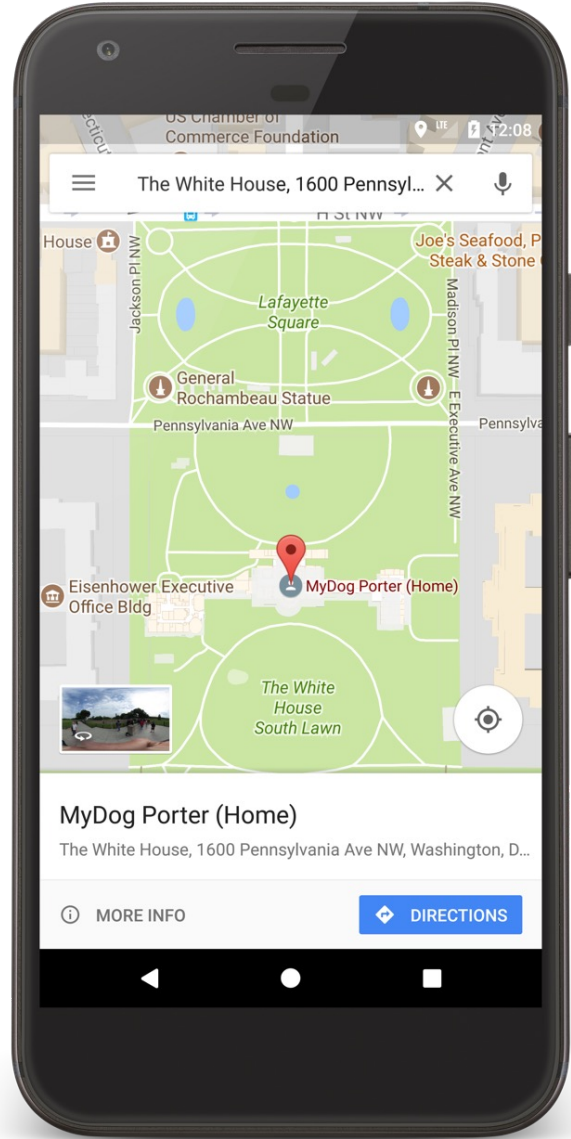 US Chamber of
Commerce Foundation
LTE
12:08
The White House, 1600 Pennsyl...
H St NW
House
Joe's Seafood, P
Steak & Stone
Jackson Pl NW
Madison Pl NW
Lafayette
Square
General
Rochambeau Statue
Pennsylvania Ave NW
E Executive Ave NW
Pennsylva
MyDog Porter (Home)
Eisenhower Executive
Office Bldg
The White
House
South Lawn
MyDog Porter (Home)
The White House, 1600 Pennsylvania Ave NW, Washington, D...
MORE INFO
DIRECTIONS